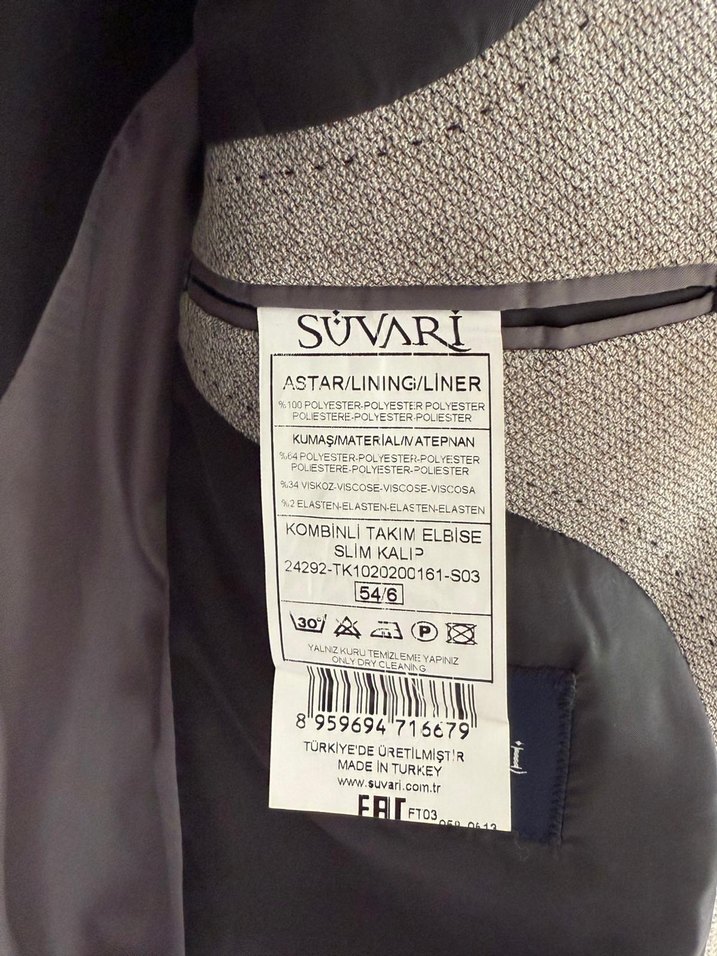 SÜVARİ
ASTAR/LINING/LINER
%100 POLYESTER-POLYESTER POLYESTER
POLIESTERE-POLYESTER-POLIESTER
KUMAŞ/MATERIAL/MATEPNAN
%64 POLYESTER-POLYESTER-POLYESTER
POLIESTERE-POLYESTER-POLIESTER
%34 VISKOZ-VISCOSE-VISCOSE-VISCOSA
%2 ELASTEN-ELASTEN-ELASTEN-ELASTEN
KOMBİNLİ TAKIM ELBİSE
SLİM KALIP
24292-TK1020200161-S03
54/6
30° P
YALNIZ KURU TEMİZLEME YAPINIZ
ONLY DRY CLEANING
8 959694 716679
TÜRKİYE'DE ÜRETİLMİŞTİR
MADE IN TURKEY
www.suvari.com.tr
EAC FT03